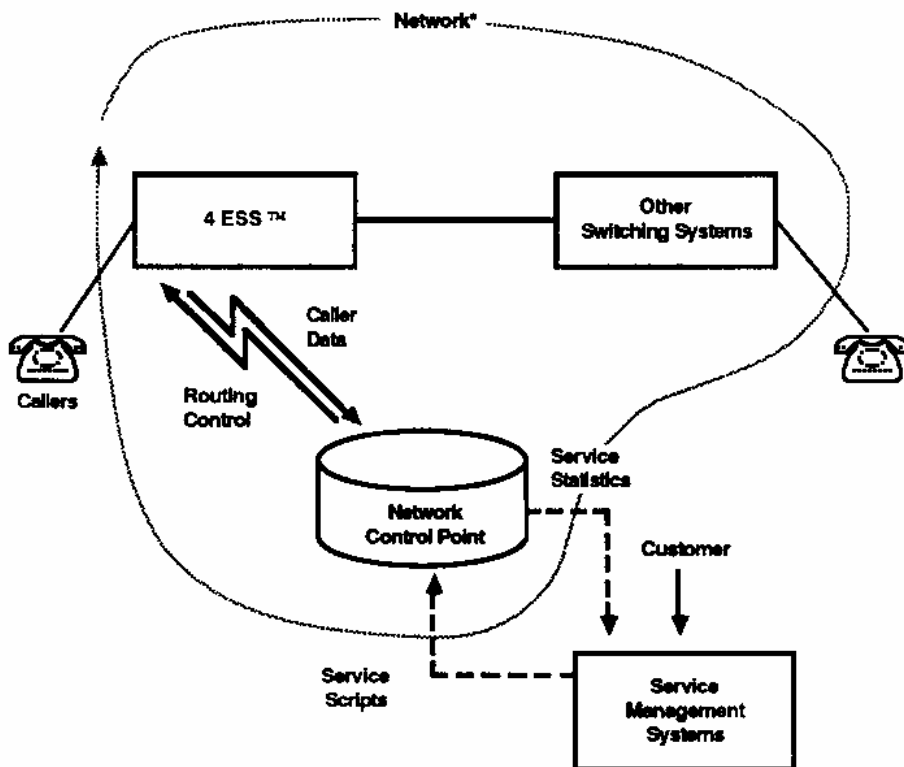 Network*
4 ESS ™
Other
Switching Systems
Caller
Data
Callers
Routing
Control
Service
Statistics
Network
Control Point
Customer
Service
Scripts
Service
Management
Systems